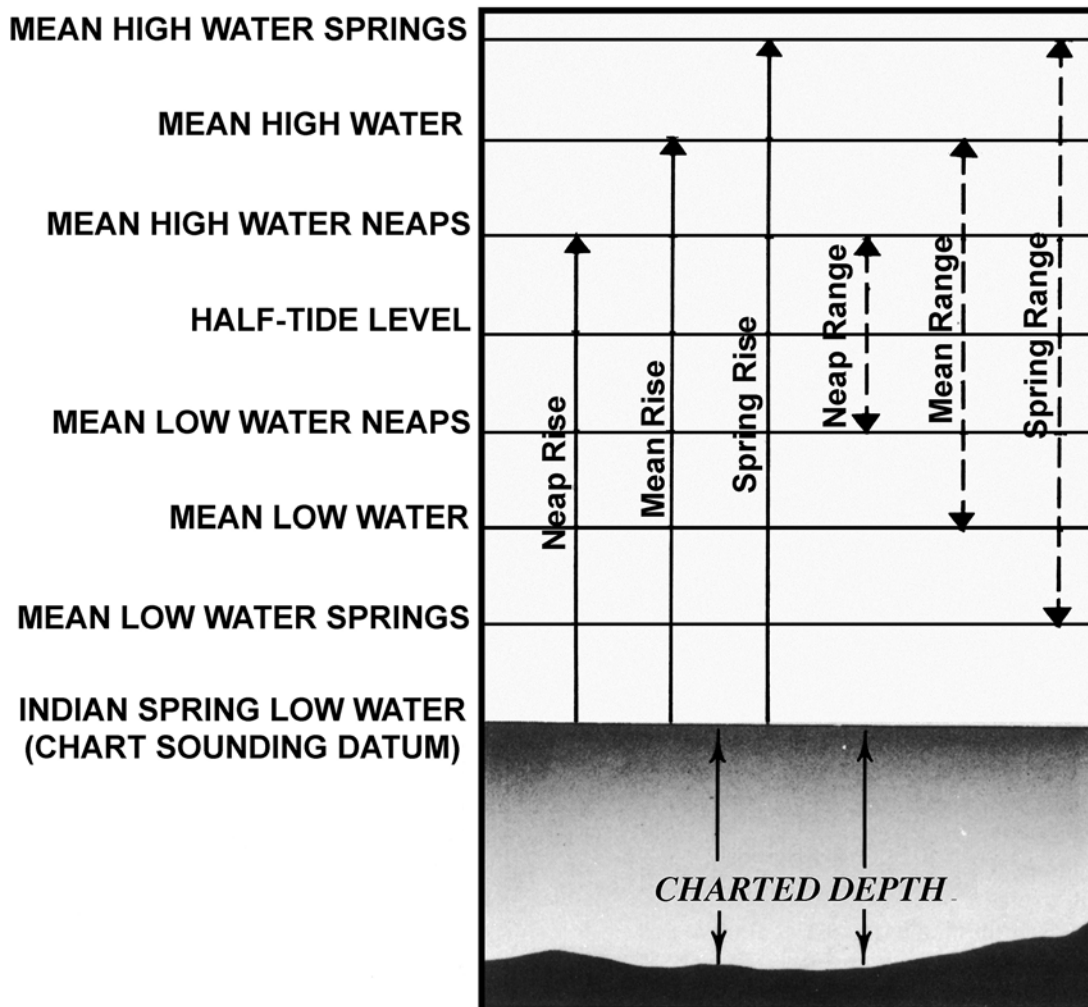 MEAN HIGH WATER SPRINGS
MEAN HIGH WATER
MEAN HIGH WATER NEAPS
HALF-TIDE LEVEL
MEAN LOW WATER NEAPS
MEAN LOW WATER
MEAN LOW WATER SPRINGS
INDIAN SPRING LOW WATER
(CHART SOUNDING DATUM)
Neap Rise
Mean Rise
Spring Rise
Neap Range
Mean Range
Spring Range
CHARTED DEPTH